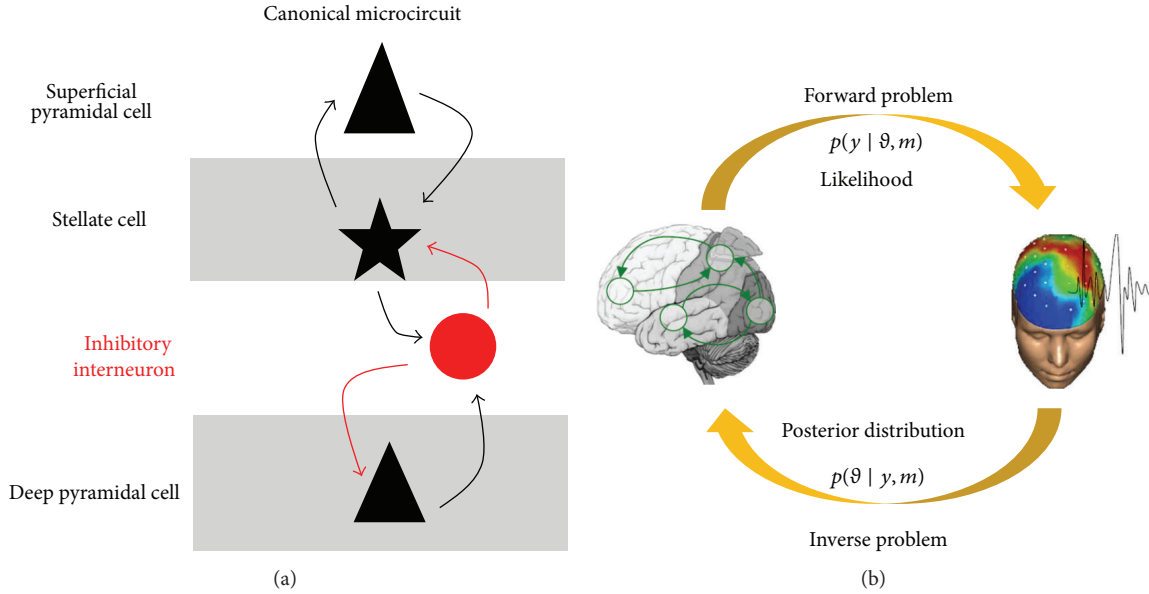 Canonical microcircuit
Superficial
pyramidal cell
Stellate cell
Inhibitory
interneuron
Deep pyramidal cell
(a)
Forward problem
p(y | ϑ, m)
Likelihood
Posterior distribution
p(ϑ | y, m)
Inverse problem
(b)